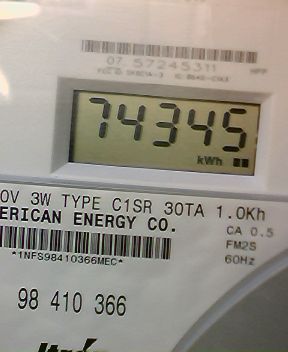 07 57245311
74345
kWh
0V 3W TYPE C1SR 30TA 1.0Kh
ERICAN ENERGY CO.
CA 0.5
FM2S
60Hz
*1NFS98410366MEC*
98 410 366